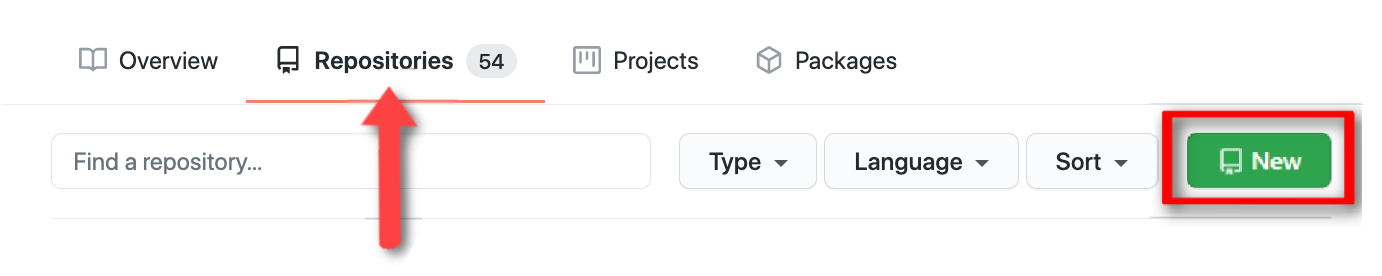 Overview Repositories 54 Projects Packages
Find a repository... Type Language Sort New